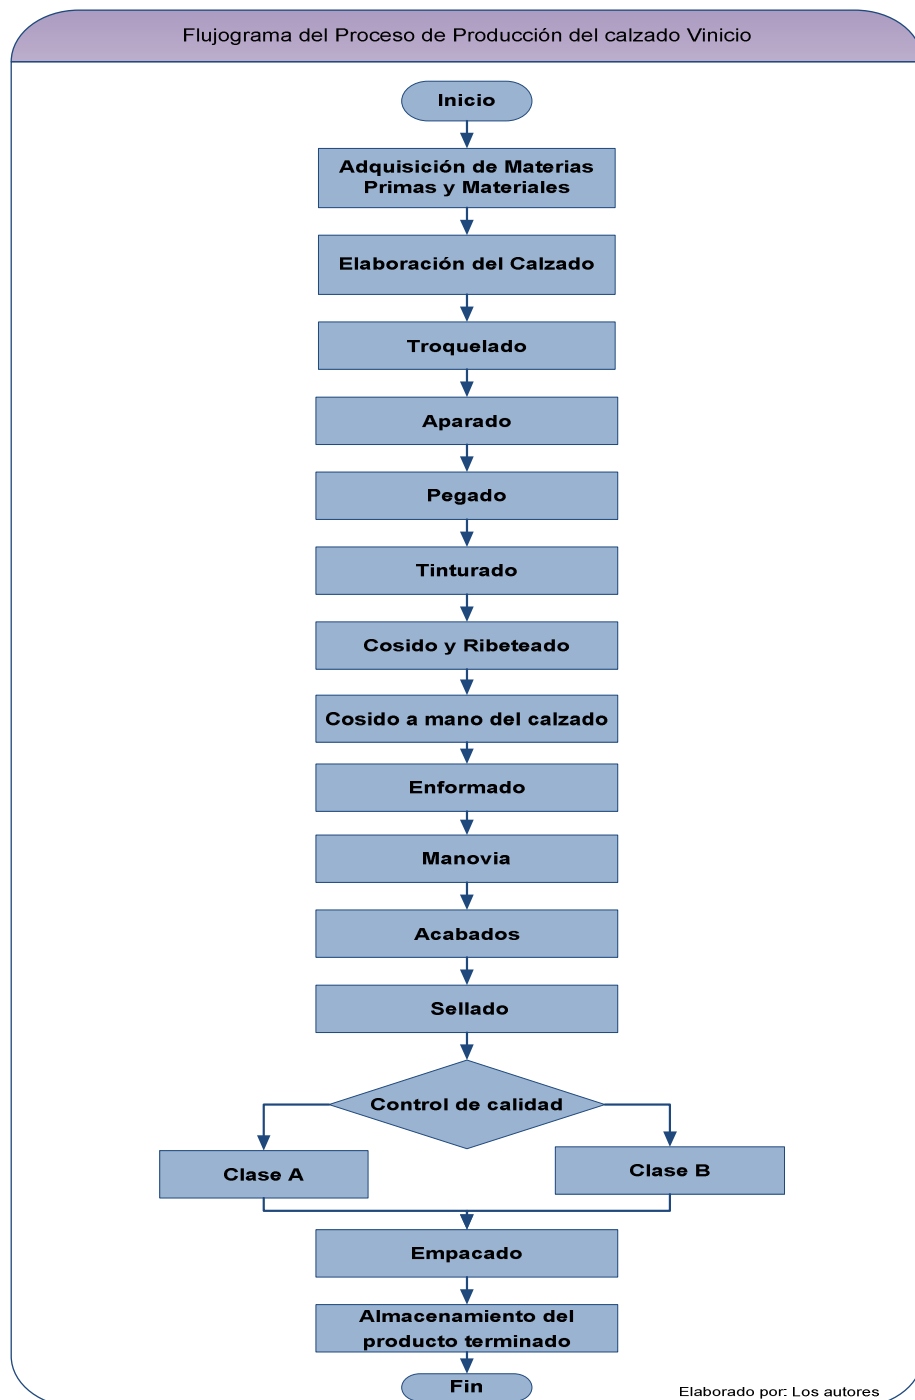 Flujograma del Proceso de Producción del calzado Vinicio
Inicio
Adquisición de Materias
Primas y Materiales
Elaboración del Calzado
Troquelado
Aparado
Pegado
Tinturado
Cosido y Ribeteado
Cosido a mano del calzado
Enformado
Manovia
Acabados
Sellado
Control de calidad
Clase A
Clase B
Empacado
Almacenamiento del
producto terminado
Fin
Elaborado por: Los autores